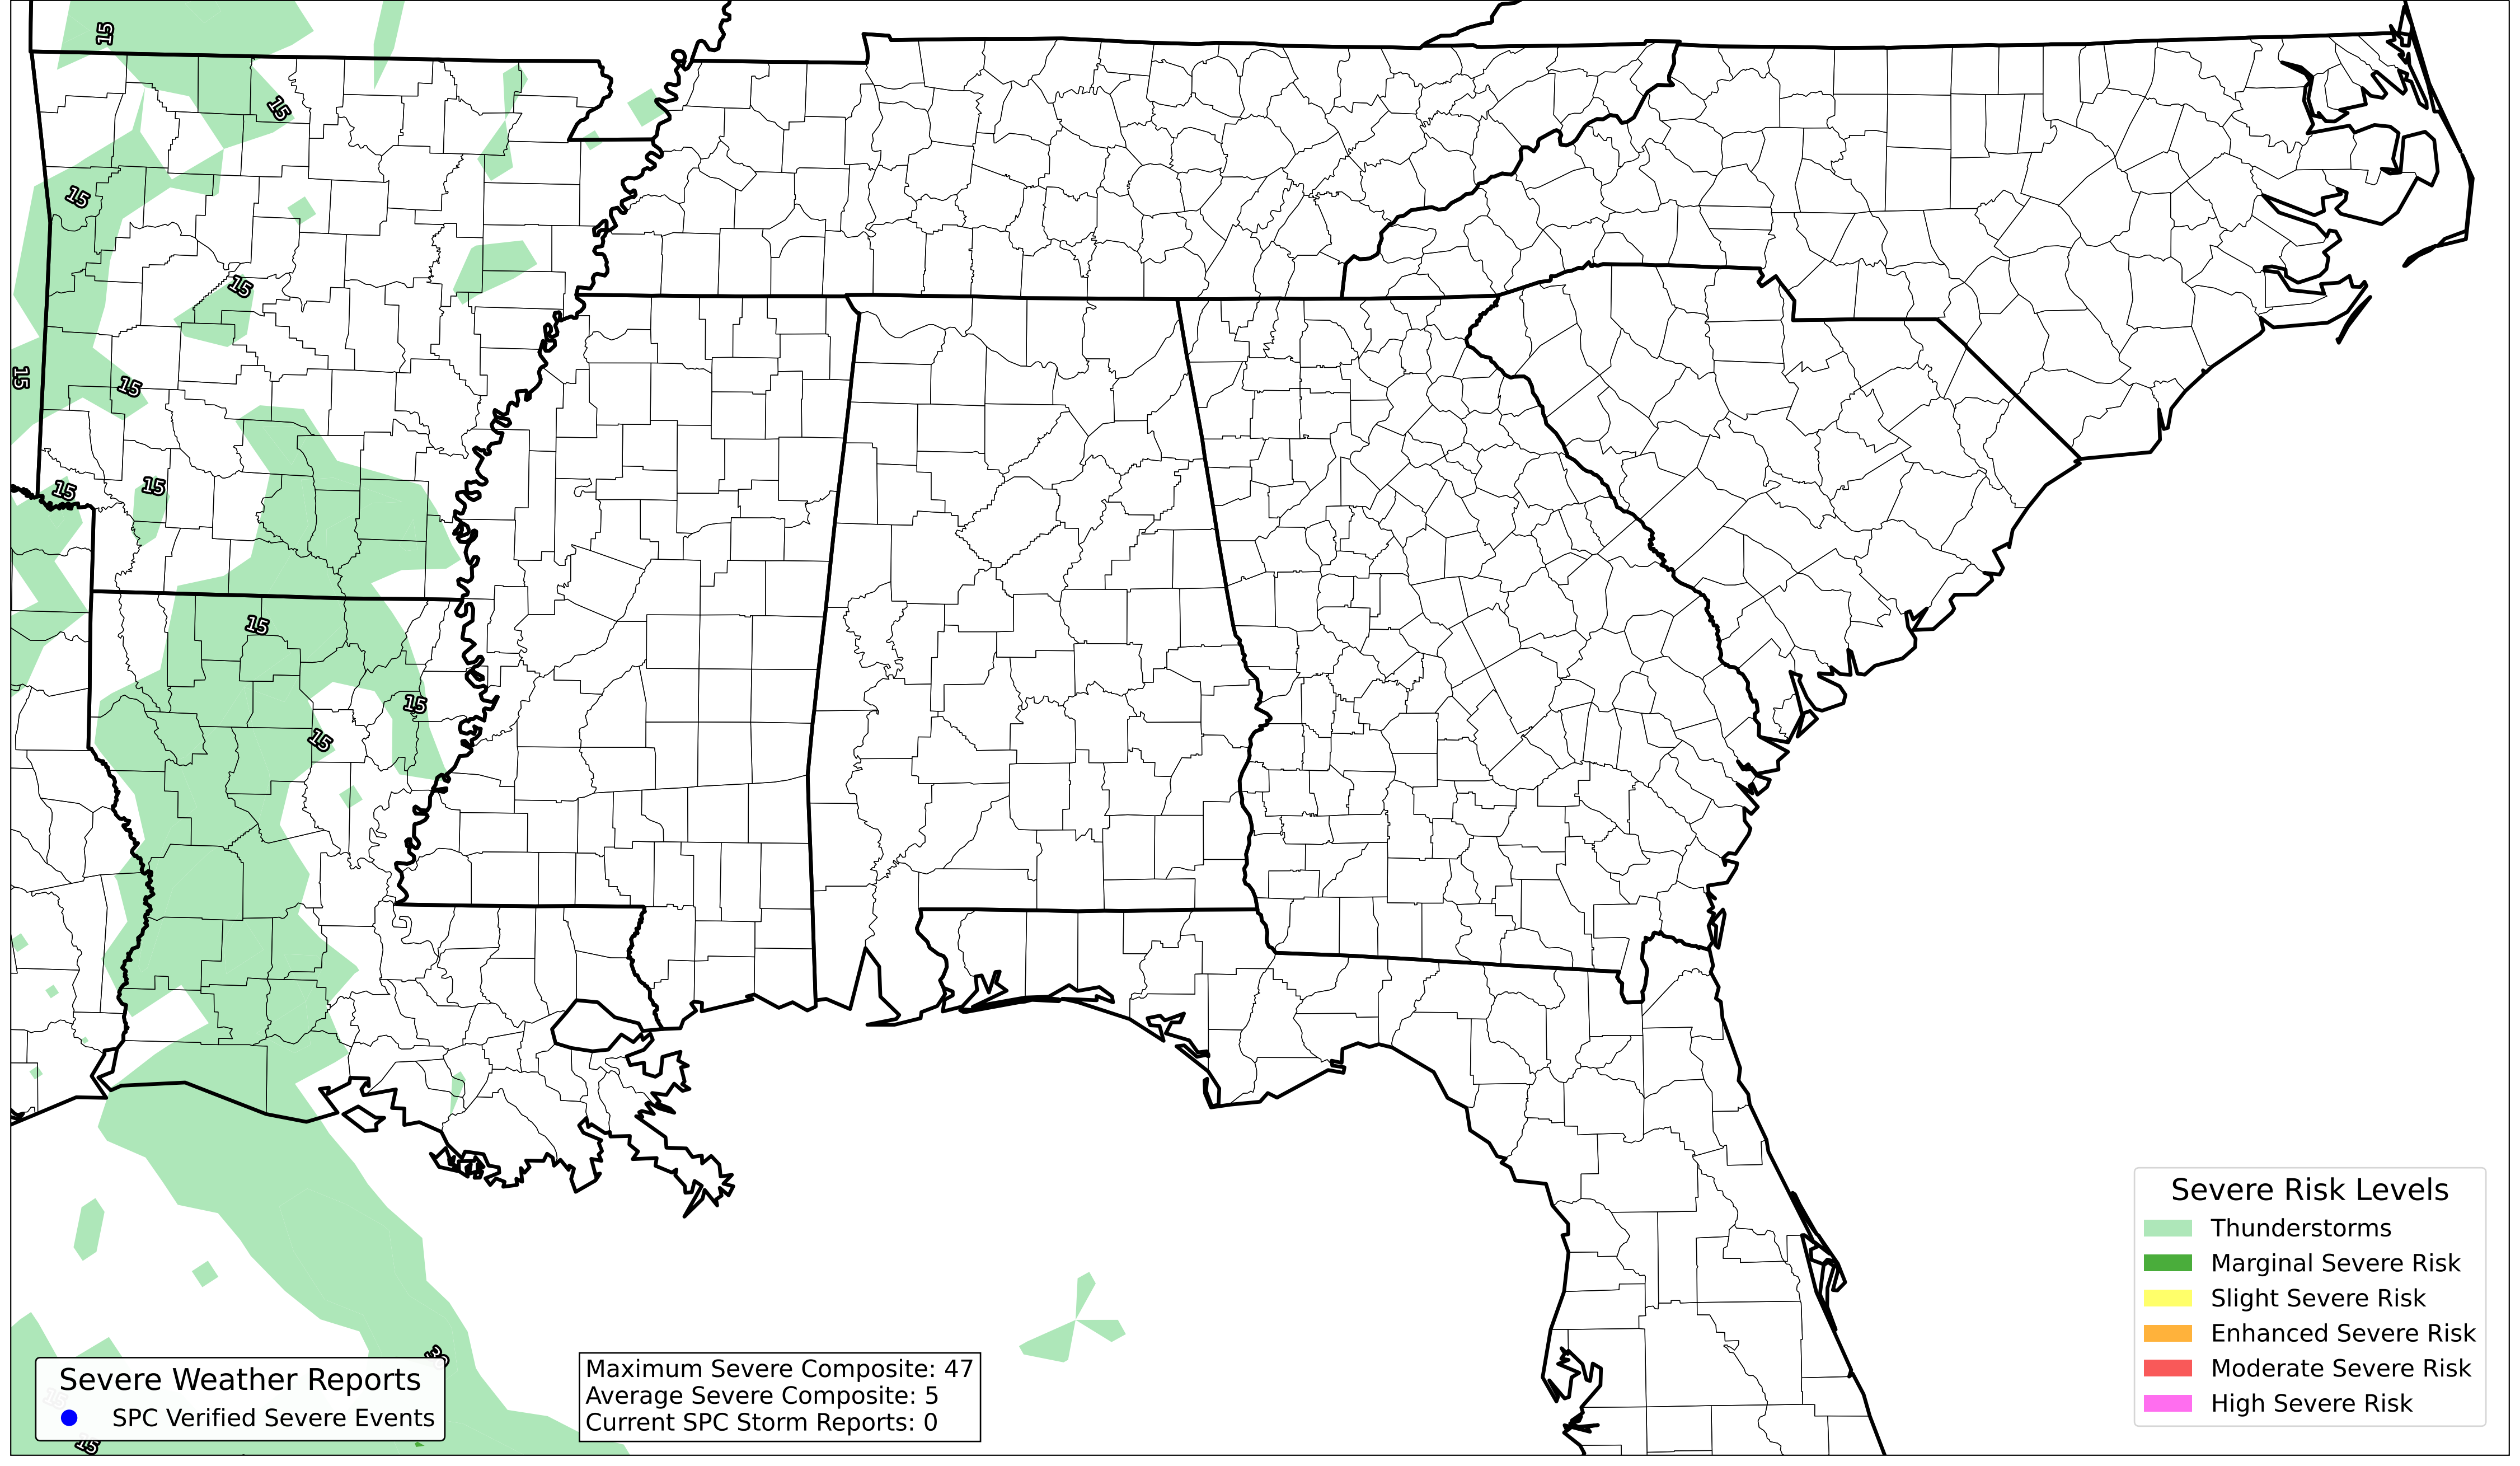 15
15
15
15
15
15
15
15
15
15
15
Severe Risk Levels
Thunderstorms
Marginal Severe Risk
Slight Severe Risk
Enhanced Severe Risk
Moderate Severe Risk
High Severe Risk
Severe Weather Reports
SPC Verified Severe Events
Maximum Severe Composite: 47
Average Severe Composite: 5
Current SPC Storm Reports: 0
15